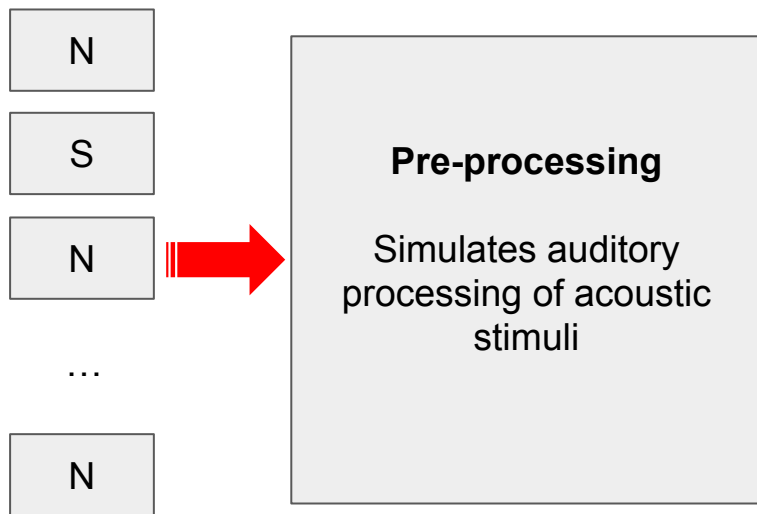 N
S
N
…
N
Pre-processing
Simulates auditory
processing of acoustic
stimuli